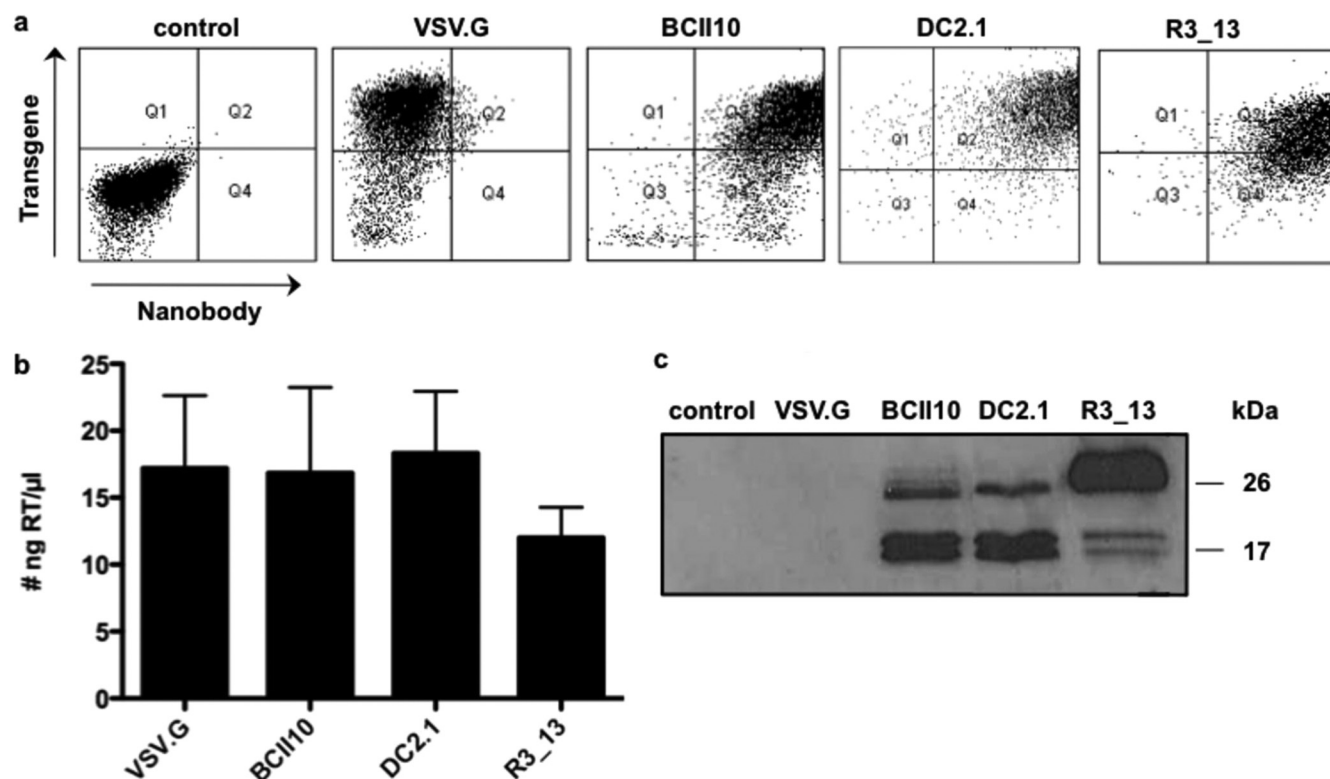 a
control VSV.G BCII10 DC2.1 R3_13
Transgene
Q1 Q2 Q4
Q2 Q4
Q1 Q3
Q1 Q2 Q3 Q4
Q1 Q3 Q4
Nanobody
b
25
20
15
10
5
0
# ng RT/µl
VSV.G BCII10 DC2.1 R3_13
c
control VSV.G BCII10 DC2.1 R3_13 kDa
26
17